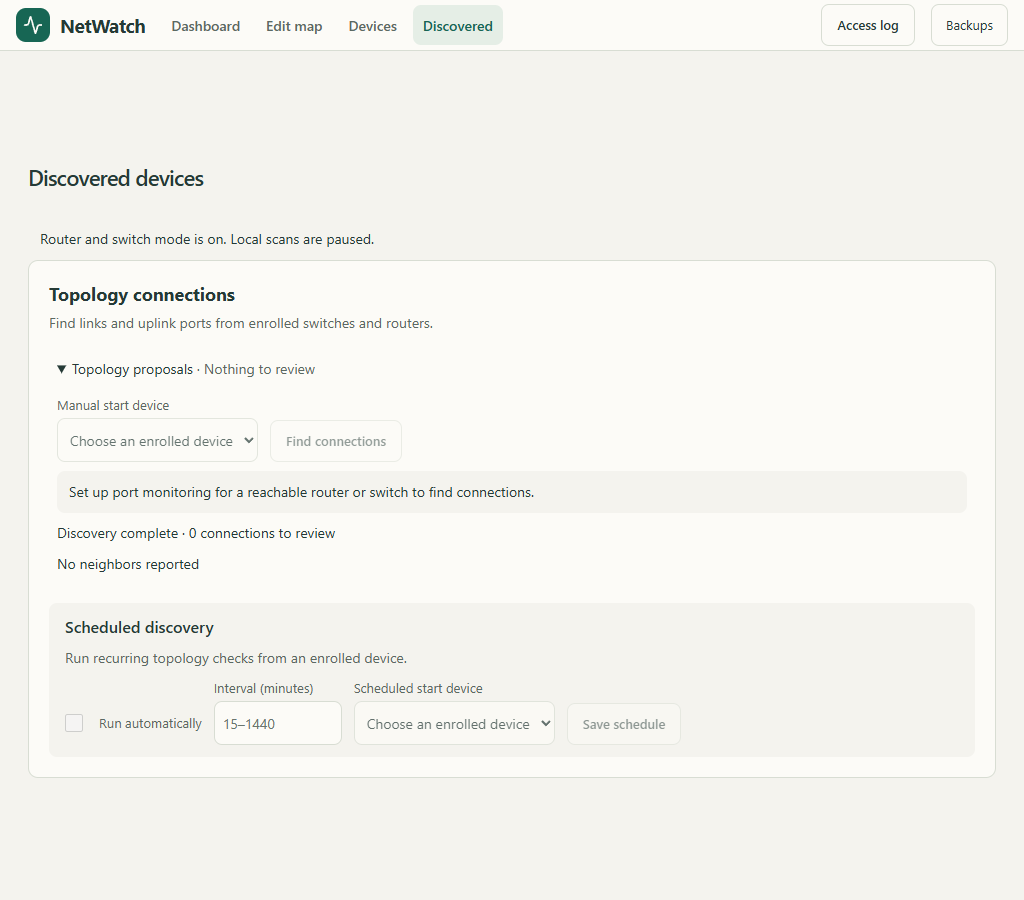 NetWatch
Dashboard
Edit map
Devices
Discovered
Access log
Backups
Discovered devices
Router and switch mode is on. Local scans are paused.
Topology connections
Find links and uplink ports from enrolled switches and routers.
▼ Topology proposals · Nothing to review
Manual start device
Choose an enrolled device
Find connections
Set up port monitoring for a reachable router or switch to find connections.
Discovery complete · 0 connections to review
No neighbors reported
Scheduled discovery
Run recurring topology checks from an enrolled device.
Run automatically
Interval (minutes)
15–1440
Scheduled start device
Choose an enrolled device
Save schedule